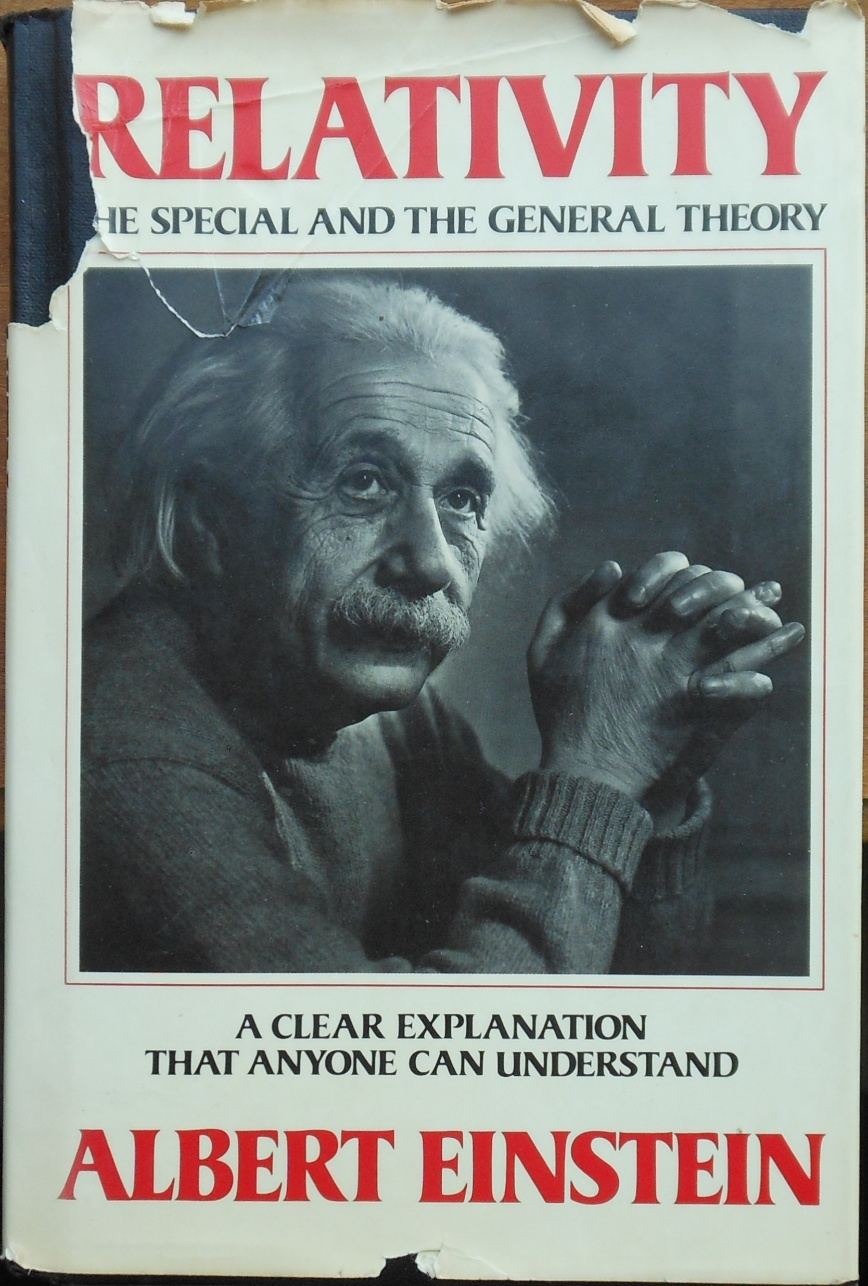 RELATIVITY
HE SPECIAL AND THE GENERAL THEORY
A CLEAR EXPLANATION
THAT ANYONE CAN UNDERSTAND
ALBERT EINSTEIN